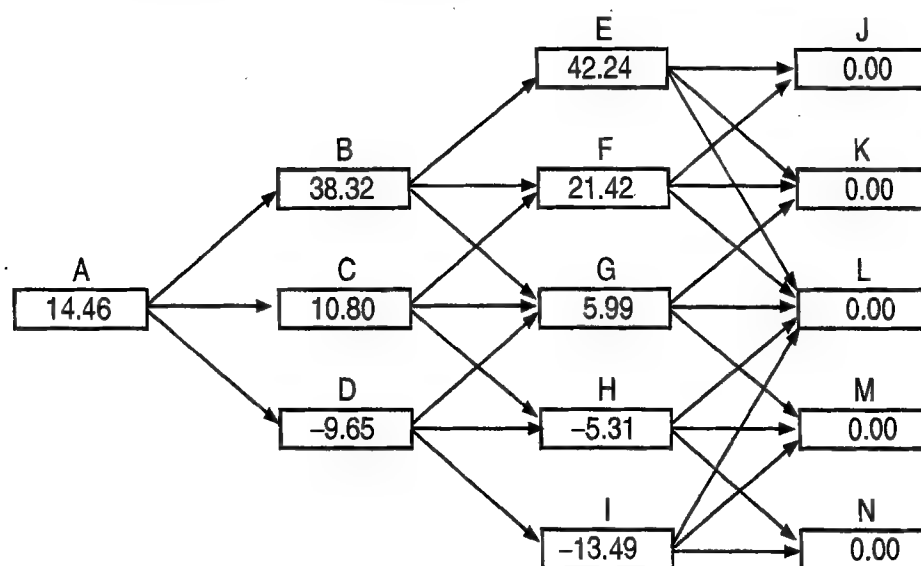 E
42.24
J
0.00
B
38.32
F
21.42
K
0.00
A
14.46
C
10.80
G
5.99
L
0.00
D
–9.65
H
–5.31
M
0.00
I
–13.49
N
0.00